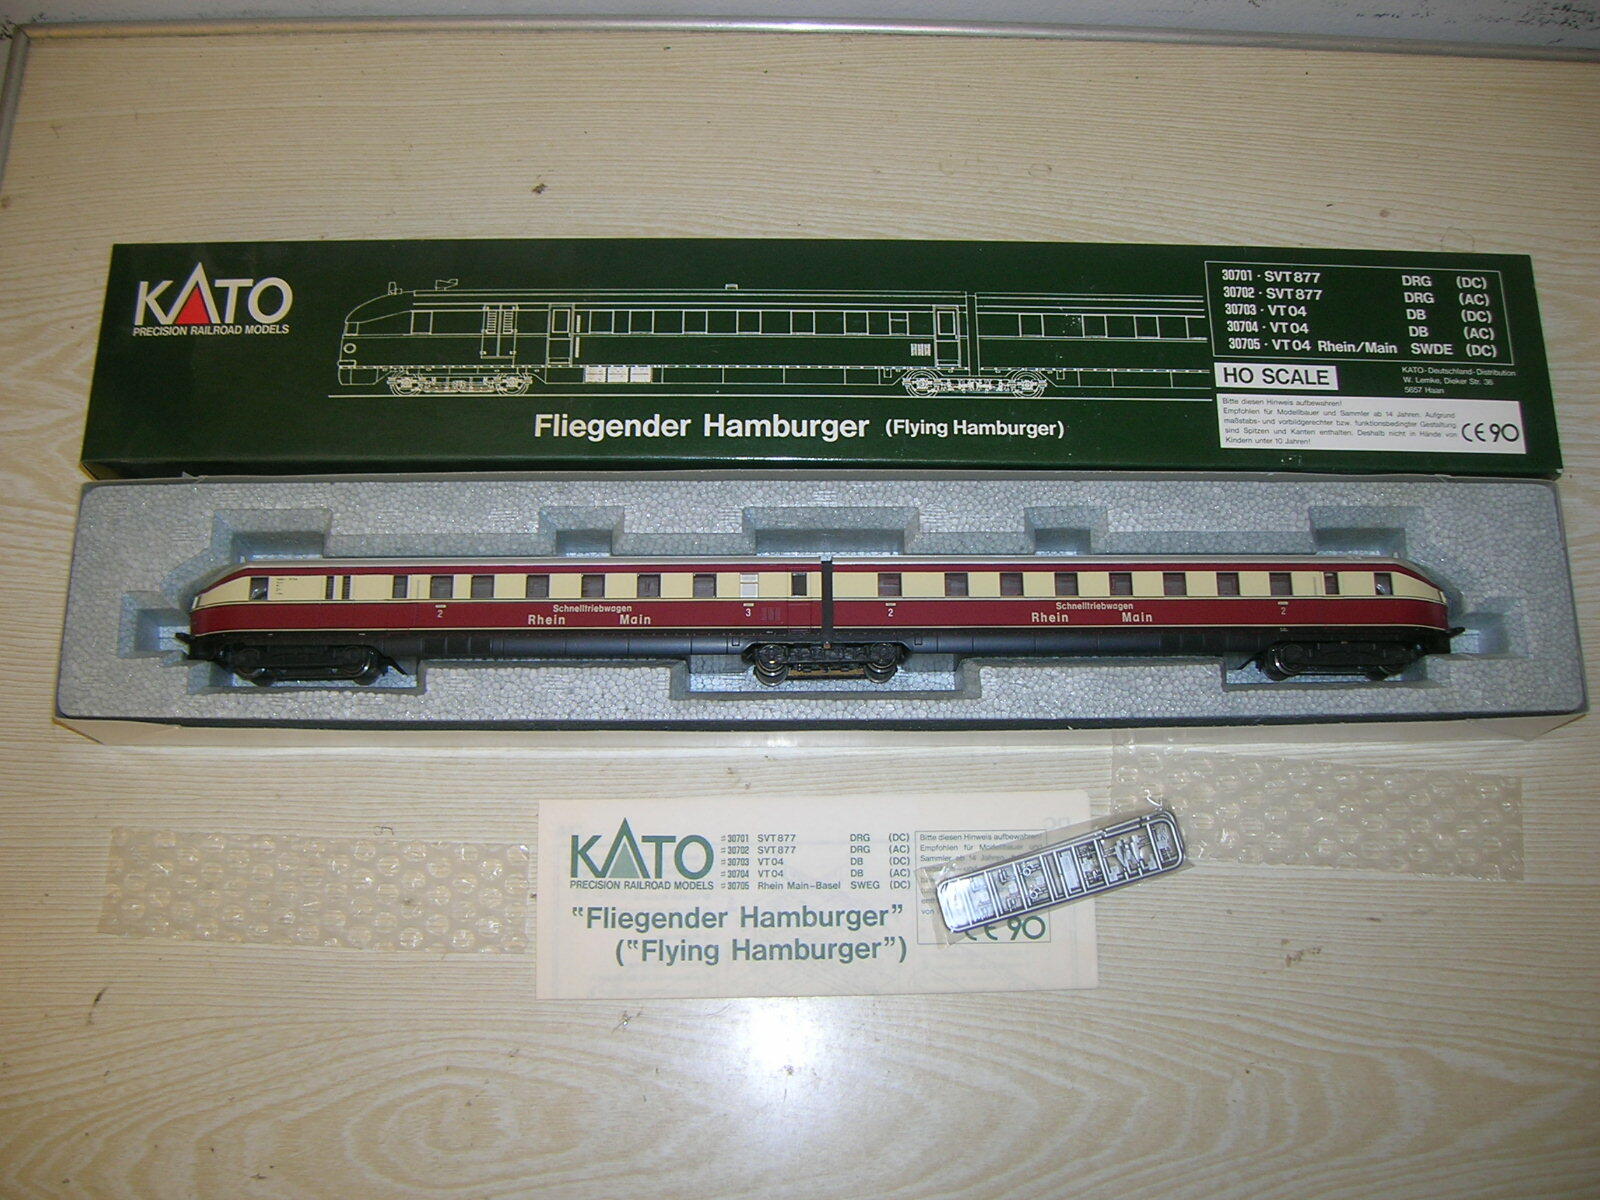 KATO
PRECISION RAILROAD MODELS
30701 · SVT 877 DRG (DC)
30702 · SVT 877 DRG (AC)
30703 · VT 04 DB (DC)
30704 · VT 04 DB (AC)
30705 · VT 04 Rhein/Main SWDE (DC)
HO SCALE
KATO-Deutschland-Distribution
W. Lemke, Dieker Str. 36
5657 Haan
Fliegender Hamburger (Flying Hamburger)
Bitte diesen Hinweis aufbewahren!
Empfohlen für Modellbauer und Sammler ab 14 Jahren. Aufgrund
maßstabs- und vorbildgerechter bzw. funktionsbedingter Gestaltung
sind Spitzen und Kanten enthalten. Deshalb nicht in Hände von
Kindern unter 10 Jahren!
CE 90
2
Schnelltriebwagen
Rhein Main
3
2
Schnelltriebwagen
Rhein Main
2
KATO
PRECISION RAILROAD MODELS
30701 SVT 877 DRG (DC)
30702 SVT 877 DRG (AC)
30703 VT 04 DB (DC)
30704 VT 04 DB (AC)
30705 Rhein Main-Basel SWEG (DC)
"Fliegender Hamburger"
("Flying Hamburger")
Bitte diesen Hinweis aufbewahren!
Empfohlen für
Sammler ab 14 Jahren.
von
CE 90